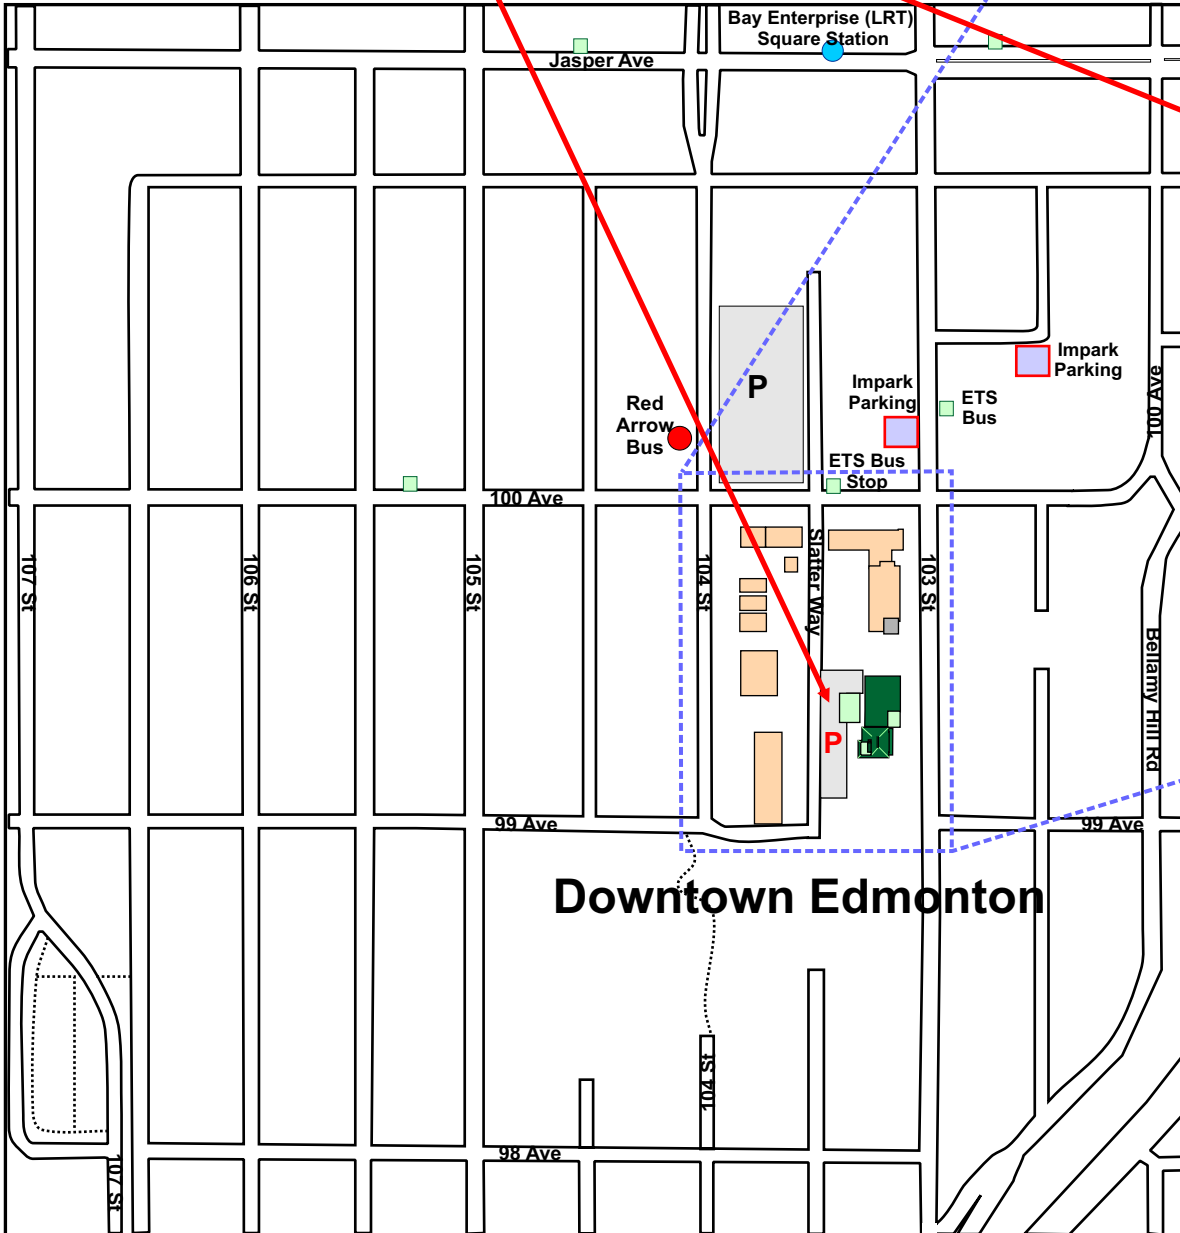 Bay Enterprise (LRT)
Square Station
Jasper Ave
Impark
Parking
100 Ave
P
Impark
Parking
ETS
Bus
Red
Arrow
Bus
ETS Bus
Stop
100 Ave
107 St
106 St
105 St
104 St
Slatter Way
103 St
Bellamy Hill Rd
P
99 Ave
99 Ave
Downtown Edmonton
104 St
98 Ave
107 St